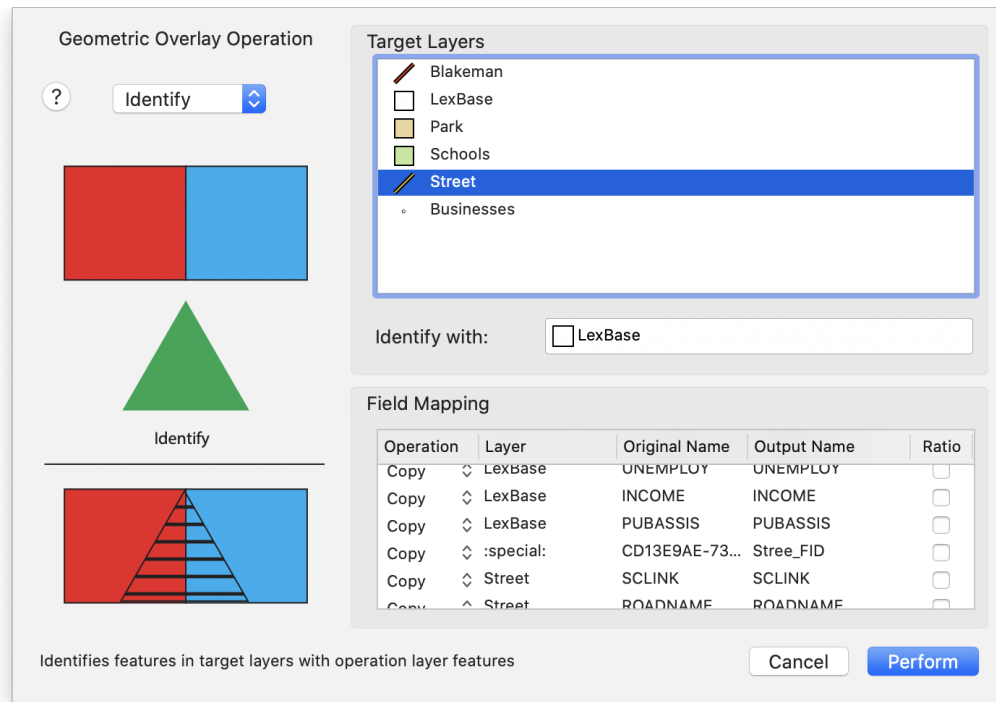 Geometric Overlay Operation
?
Identify
Identify
Identifies features in target layers with operation layer features
Target Layers
Blakeman
LexBase
Park
Schools
Street
Businesses
Identify with:
LexBase
Field Mapping
Operation Layer Original Name Output Name Ratio
Copy LexBase UNEMPLOY UNEMPLOY
Copy LexBase INCOME INCOME
Copy LexBase PUBASSIS PUBASSIS
Copy :special: CD13E9AE-73... Stree_FID
Copy Street SCLINK SCLINK
Copy Street ROADNAME ROADNAME
Cancel
Perform